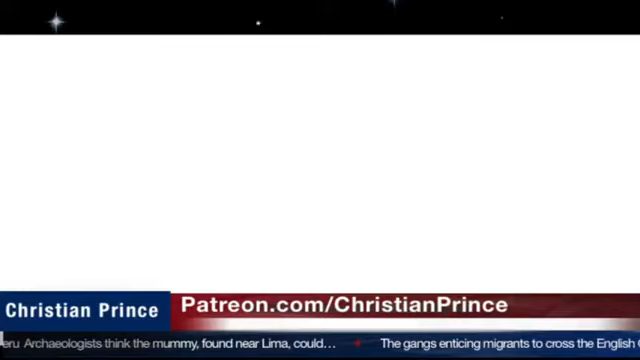 Christian Prince
Patreon.com/ChristianPrince
eru Archaeologists think the mummy, found near Lima, could… The gangs enticing migrants to cross the English